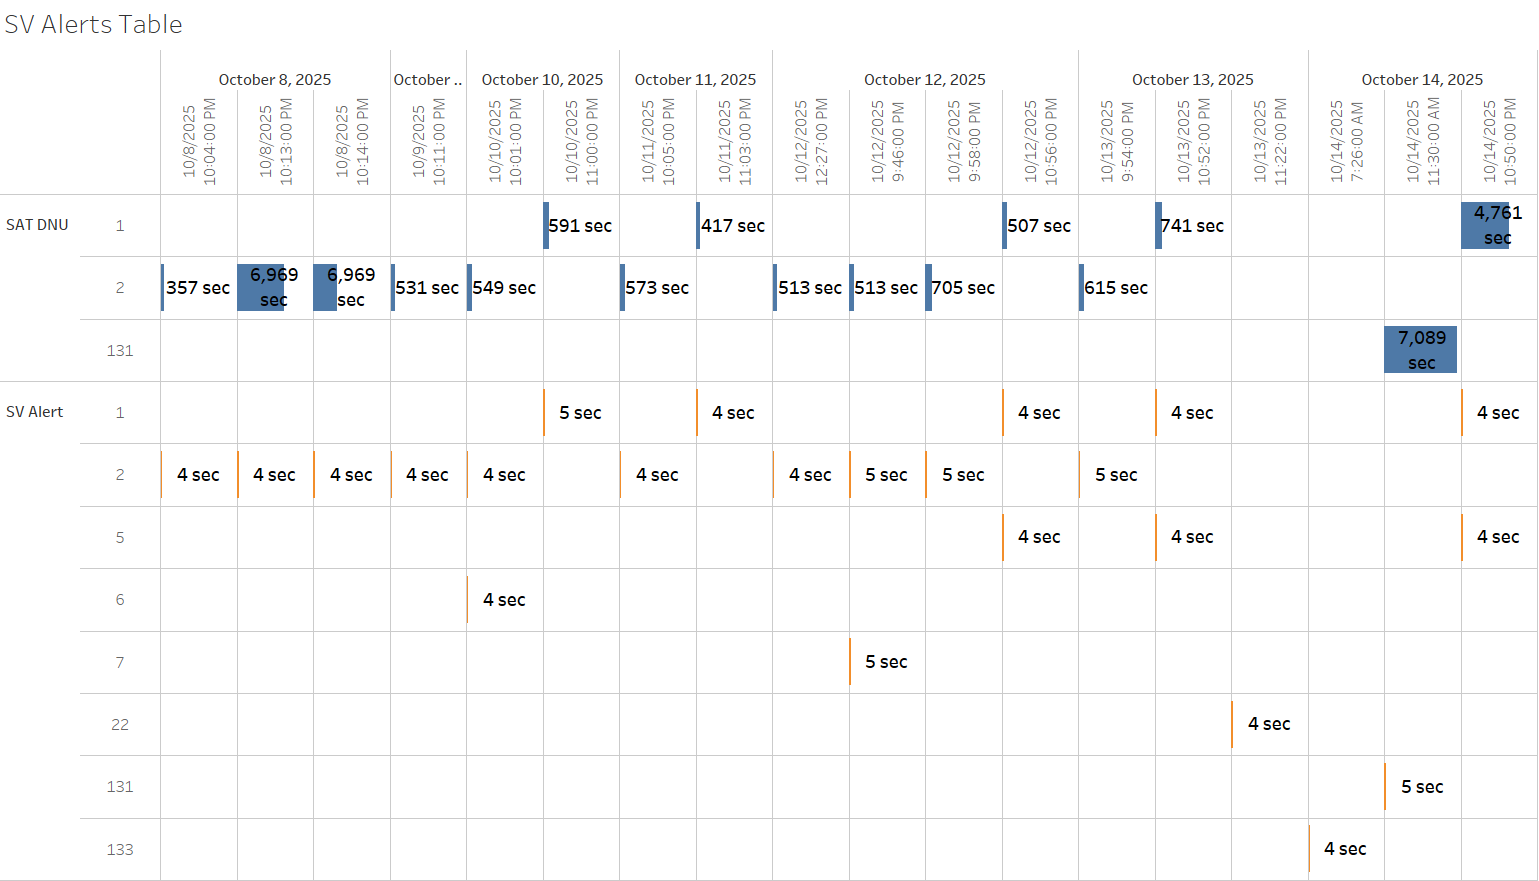 SV Alerts Table
October 8, 2025 October .. October 10, 2025 October 11, 2025 October 12, 2025 October 13, 2025 October 14, 2025
10/8/2025 10:04:00 PM
10/8/2025 10:13:00 PM
10/8/2025 10:14:00 PM
10/9/2025 10:11:00 PM
10/10/2025 10:01:00 PM
10/10/2025 11:00:00 PM
10/11/2025 10:05:00 PM
10/11/2025 11:03:00 PM
10/12/2025 12:27:00 PM
10/12/2025 9:46:00 PM
10/12/2025 9:58:00 PM
10/12/2025 10:56:00 PM
10/13/2025 9:54:00 PM
10/13/2025 10:52:00 PM
10/13/2025 11:22:00 PM
10/14/2025 7:26:00 AM
10/14/2025 11:30:00 AM
10/14/2025 10:50:00 PM
SAT DNU 1 591 sec 417 sec 507 sec 741 sec 4,761 sec
2 357 sec 6,969 sec 6,969 sec 531 sec 549 sec 573 sec 513 sec 513 sec 705 sec 615 sec
131 7,089 sec
SV Alert 1 5 sec 4 sec 4 sec 4 sec 4 sec
2 4 sec 4 sec 4 sec 4 sec 4 sec 4 sec 4 sec 5 sec 5 sec 5 sec
5 4 sec 4 sec 4 sec
6 4 sec
7 5 sec
22 4 sec
131 5 sec
133 4 sec